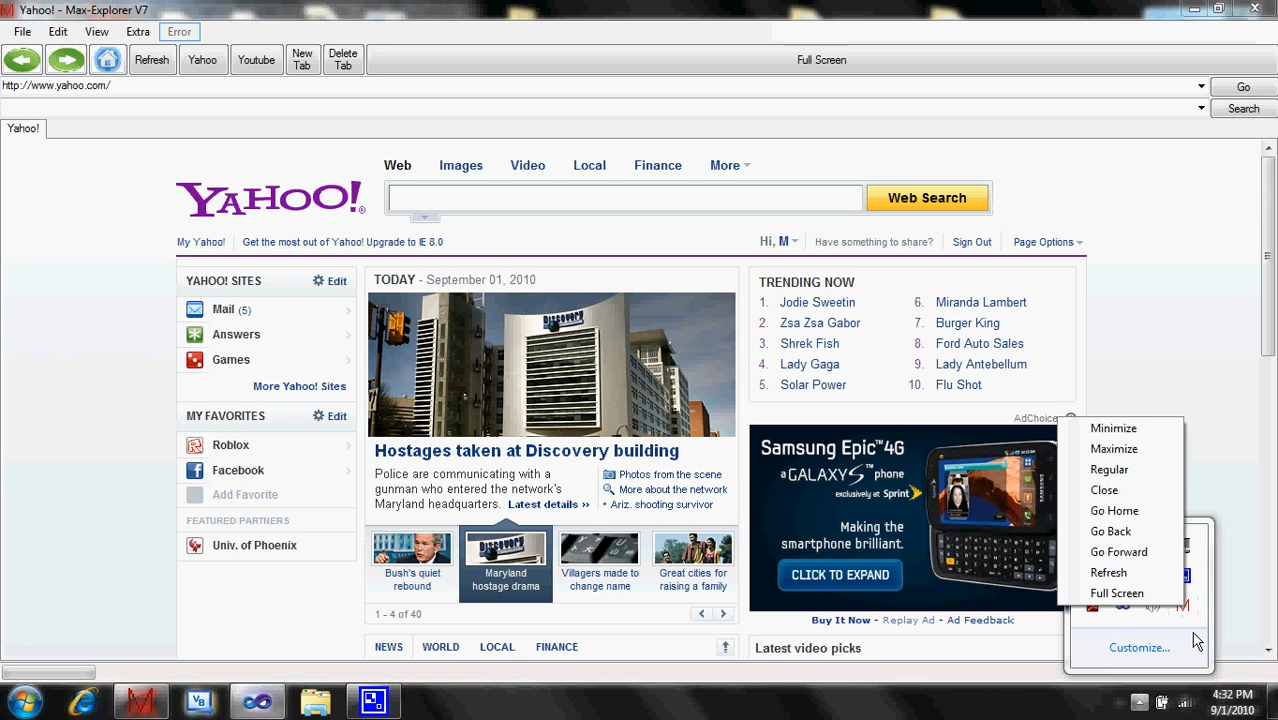 Yahoo! - Max-Explorer V7
File Edit View Extra Error
Refresh Yahoo Youtube New Tab Delete Tab Full Screen
http://www.yahoo.com/ Go
Search
Yahoo!
Web Images Video Local Finance More
YAHOO! Web Search
My Yahoo! Get the most out of Yahoo! Upgrade to IE 8.0 Hi, M Have something to share? Sign Out Page Options
YAHOO! SITES Edit
Mail (5)
Answers
Games
More Yahoo! Sites
MY FAVORITES Edit
Roblox
Facebook
Add Favorite
FEATURED PARTNERS
Univ. of Phoenix
TODAY - September 01, 2010
Discovery
Hostages taken at Discovery building
Police are communicating with a
gunman who entered the network's
Maryland headquarters. Latest details »
Photos from the scene
More about the network
• Ariz. shooting survivor
Bush's quiet
rebound
Maryland
hostage drama
Villagers made to
change name
Great cities for
raising a family
1 - 4 of 40
NEWS WORLD LOCAL FINANCE
TRENDING NOW
1. Jodie Sweetin
2. Zsa Zsa Gabor
3. Shrek Fish
4. Lady Gaga
5. Solar Power
6. Miranda Lambert
7. Burger King
8. Ford Auto Sales
9. Lady Antebellum
10. Flu Shot
AdChoice
Samsung Epic™4G
a GALAXY S™ phone
exclusively at Sprint
Making the
smartphone brilliant.
CLICK TO EXPAND
SAMSUNG
Buy It Now - Replay Ad - Ad Feedback
Latest video picks
Minimize
Maximize
Regular
Close
Go Home
Go Back
Go Forward
Refresh
Full Screen
Customize...
VB
4:32 PM
9/1/2010